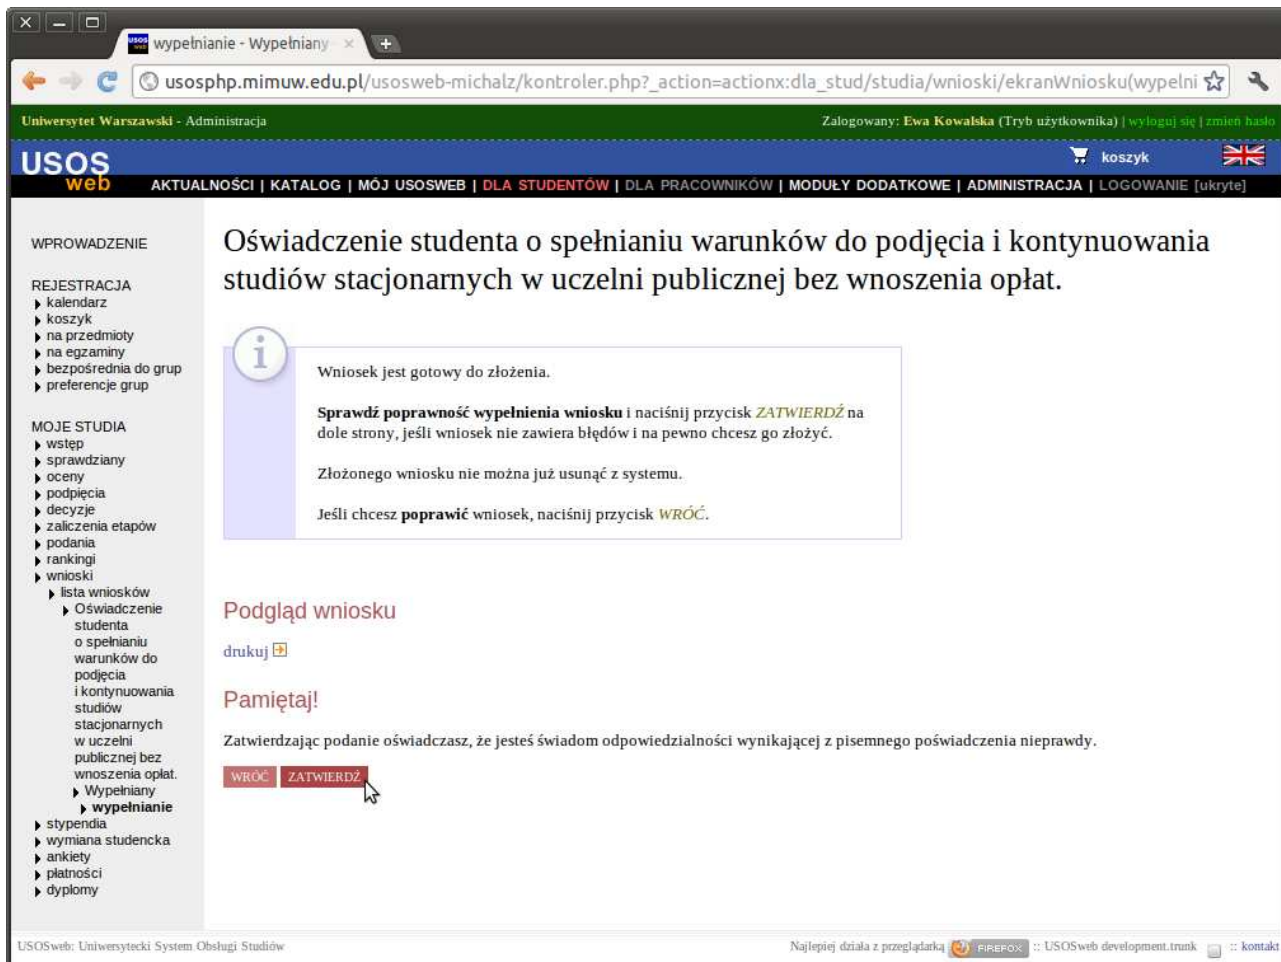 wypełnianie - Wypełniany
usosphp.mimuw.edu.pl/usosweb-michalz/kontroler.php?_action=actionx:dla_stud/studia/wnioski/ekranWniosku(wypelni
Uniwersytet Warszawski - Administracja
Zalogowany: Ewa Kowalska (Tryb użytkownika) | wyloguj się | zmień hasło
USOS
web
koszyk
AKTUALNOŚCI | KATALOG | MÓJ USOSWEB | DLA STUDENTÓW | DLA PRACOWNIKÓW | MODUŁY DODATKOWE | ADMINISTRACJA | LOGOWANIE [ukryte]
WPROWADZENIE
REJESTRACJA
kalendarz
koszyk
na przedmioty
na egzaminy
bezpośrednia do grup
preferencje grup
MOJE STUDIA
wstęp
sprawdziany
oceny
podpięcia
decyzje
zaliczenia etapów
podania
rankingi
wnioski
lista wniosków
Oświadczenie
studenta
o spełnianiu
warunków do
podjęcia
i kontynuowania
studiów
stacjonarnych
w uczelni
publicznej bez
wnoszenia opłat.
Wypełniany
wypełnianie
stypendia
wymiana studencka
ankiety
płatności
dyplomy
Oświadczenie studenta o spełnianiu warunków do podjęcia i kontynuowania
studiów stacjonarnych w uczelni publicznej bez wnoszenia opłat.
i
Wniosek jest gotowy do złożenia.
Sprawdź poprawność wypełnienia wniosku i naciśnij przycisk ZATWIERDŹ na
dole strony, jeśli wniosek nie zawiera błędów i na pewno chcesz go złożyć.
Złożonego wniosku nie można już usunąć z systemu.
Jeśli chcesz poprawić wniosek, naciśnij przycisk WRÓĆ.
Podgląd wniosku
drukuj
Pamiętaj!
Zatwierdzając podanie oświadczasz, że jesteś świadom odpowiedzialności wynikającej z pisemnego poświadczenia nieprawdy.
WRÓĆ ZATWIERDŹ
USOSweb: Uniwersytecki System Obsługi Studiów
Najlepiej działa z przeglądarką FIREFOX :: USOSweb development.trunk :: kontakt